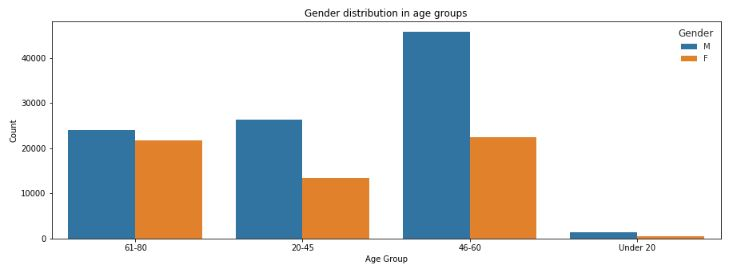 Gender distribution in age groups
Gender
M
F
40000
30000
20000
10000
0
Count
61-80
20-45
46-60
Under 20
Age Group